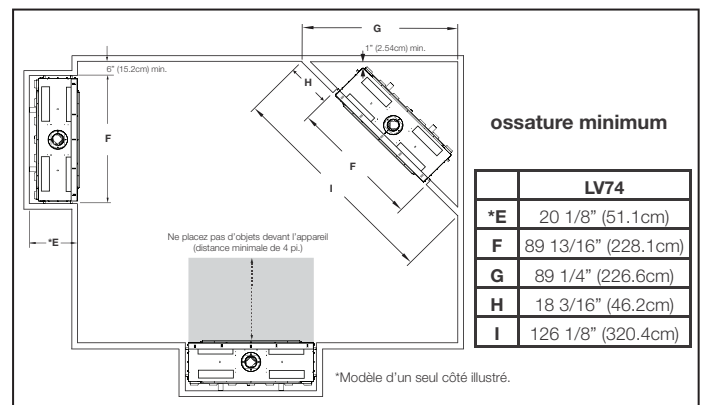 G
1” (2.54cm) min.
6” (15.2cm) min.
H
F
F
I
*E
Ne placez pas d’objets devant l’appareil
(distance minimale de 4 pi.)
*Modèle d’un seul côté illustré.
ossature minimum
LV74
*E 20 1/8” (51.1cm)
F 89 13/16” (228.1cm)
G 89 1/4” (226.6cm)
H 18 3/16” (46.2cm)
I 126 1/8” (320.4cm)